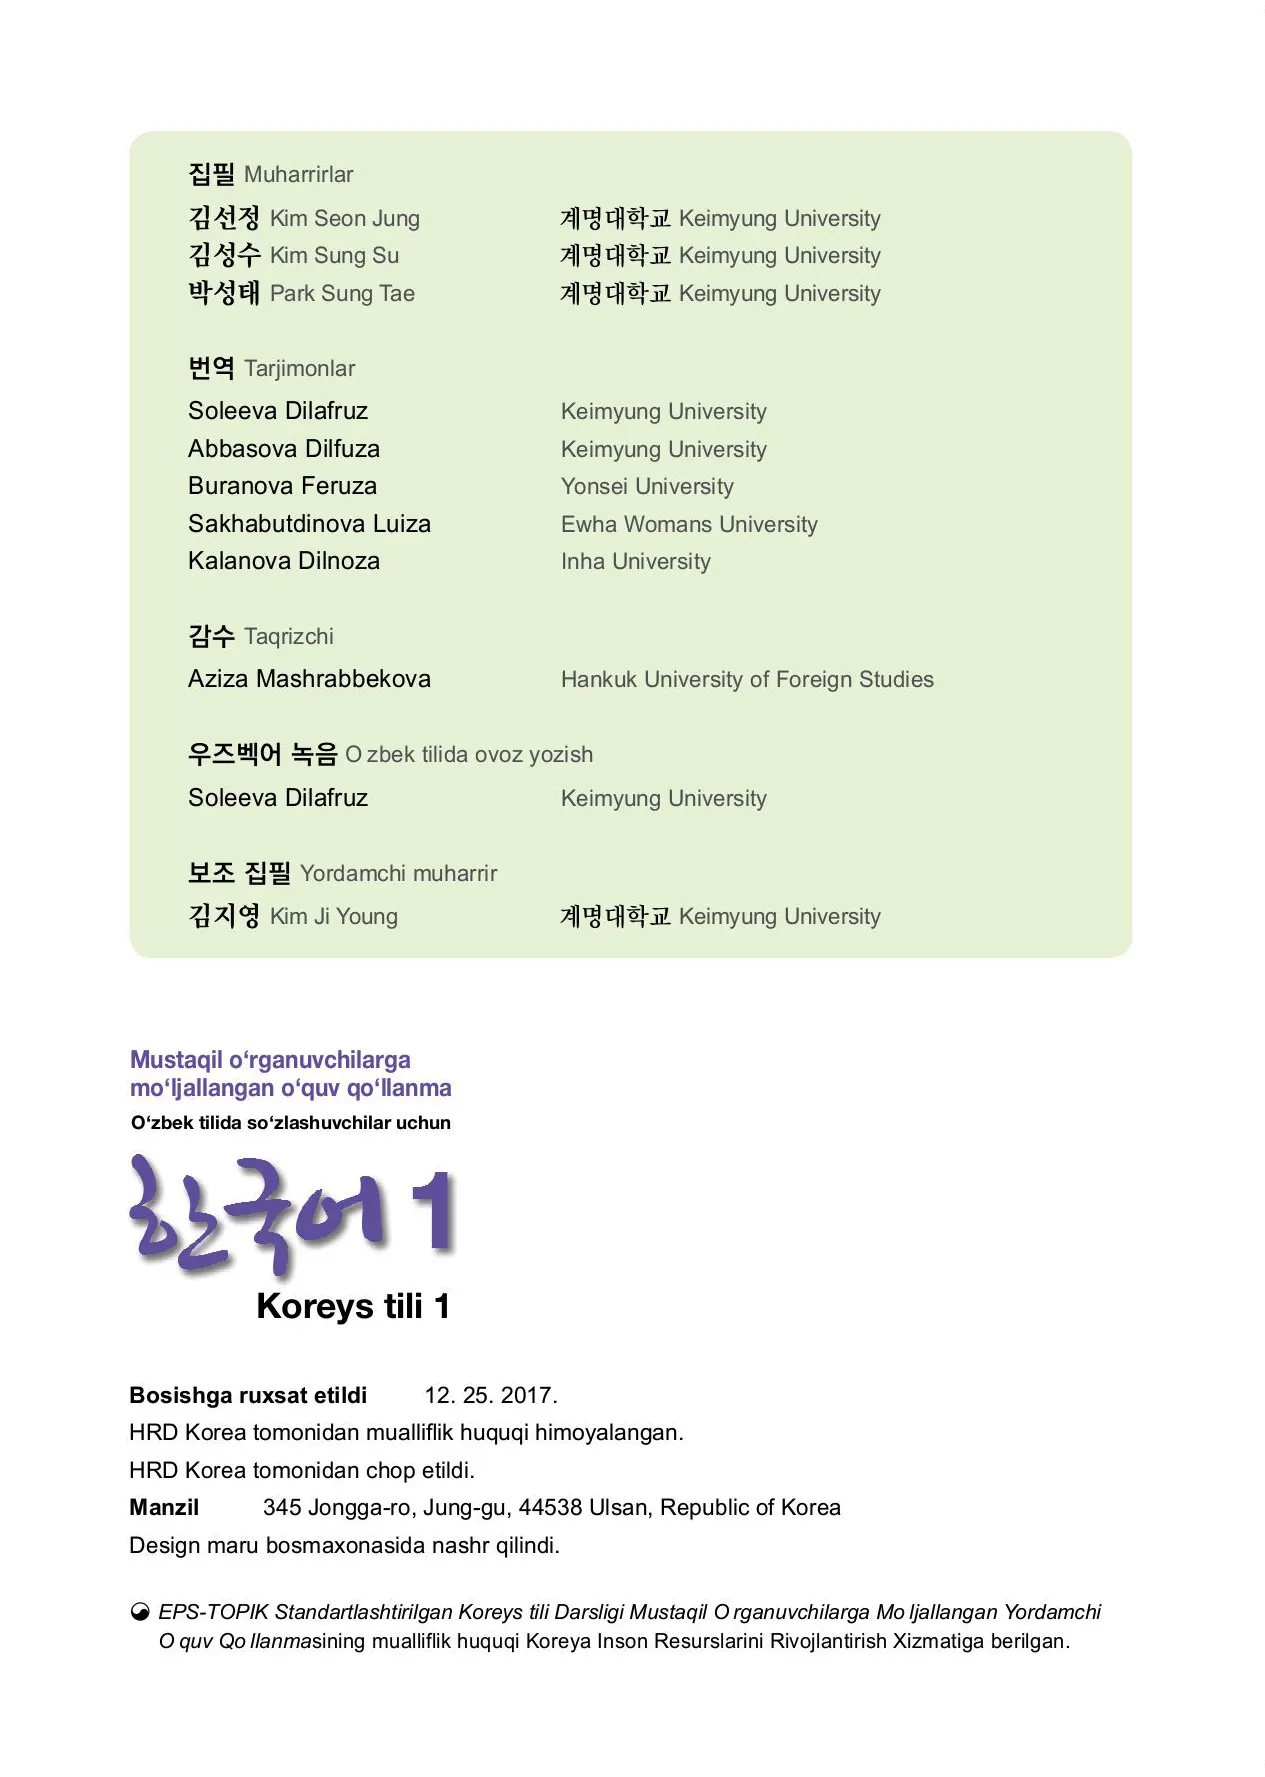 집필 Muharrirlar
김선정 Kim Seon Jung 계명대학교 Keimyung University
김성수 Kim Sung Su 계명대학교 Keimyung University
박성태 Park Sung Tae 계명대학교 Keimyung University
번역 Tarjimonlar
Soleeva Dilafruz Keimyung University
Abbasova Dilfuza Keimyung University
Buranova Feruza Yonsei University
Sakhabutdinova Luiza Ewha Womans University
Kalanova Dilnoza Inha University
감수 Taqrizchi
Aziza Mashrabbekova Hankuk University of Foreign Studies
우즈벡어 녹음 O zbek tilida ovoz yozish
Soleeva Dilafruz Keimyung University
보조 집필 Yordamchi muharrir
김지영 Kim Ji Young 계명대학교 Keimyung University
Mustaqil o‘rganuvchilarga
mo‘ljallangan o‘quv qo‘llanma
O‘zbek tilida so‘zlashuvchilar uchun
한국어 1
Koreys tili 1
Bosishga ruxsat etildi 12. 25. 2017.
HRD Korea tomonidan mualliflik huquqi himoyalangan.
HRD Korea tomonidan chop etildi.
Manzil 345 Jongga-ro, Jung-gu, 44538 Ulsan, Republic of Korea
Design maru bosmaxonasida nashr qilindi.
EPS-TOPIK Standartlashtirilgan Koreys tili Darsligi Mustaqil O rganuvchilarga Mo ljallangan Yordamchi
O quv Qo llanmasining mualliflik huquqi Koreya Inson Resurslarini Rivojlantirish Xizmatiga berilgan.